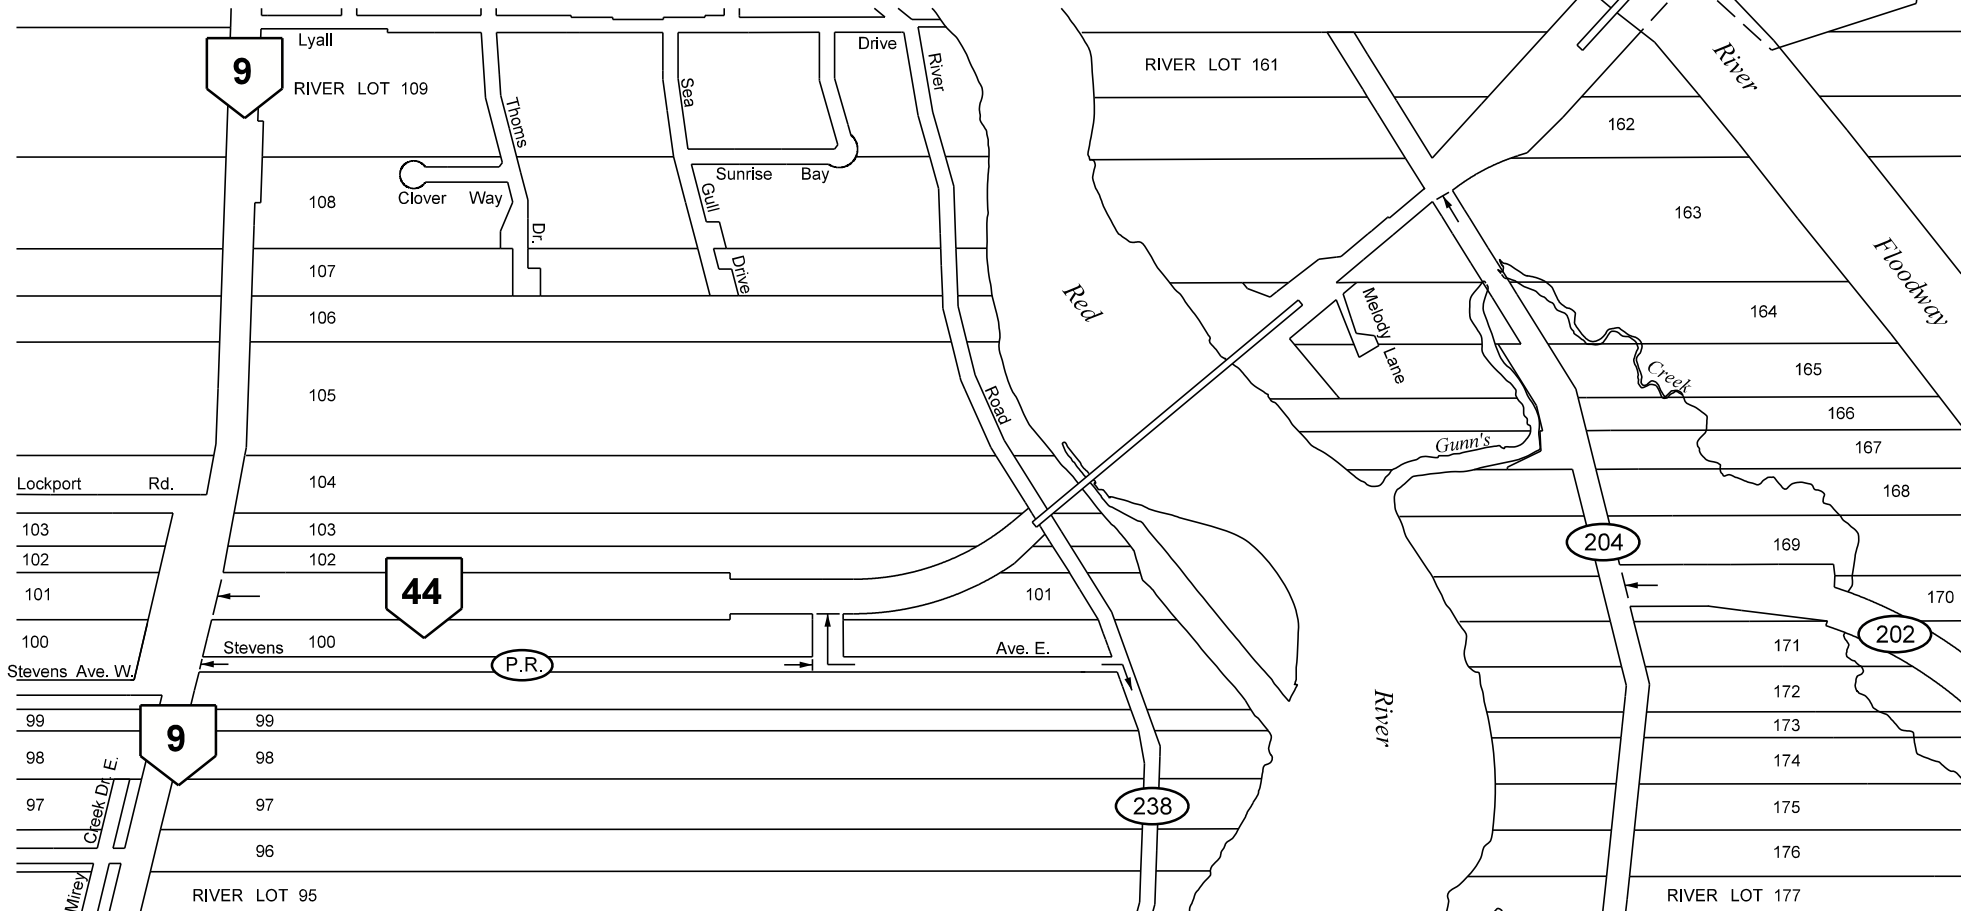 Lyall
Drive
River
RIVER LOT 161
9
RIVER LOT 109
Thoms
Sea
River
162
108
Clover Way
Sunrise Bay
Gull
163
Dr.
Drive
Floodway
107
106
Red
Melody Lane
164
105
Road
Creek
165
166
Gunn's
167
Lockport Rd.
104
168
103
103
102
102
204
169
101
44
101
170
100
Stevens
100
Ave. E.
171
202
Stevens Ave. W.
P.R.
172
99
99
River
173
9
98
98
174
Creek Dr. E.
97
97
238
175
96
176
Mirey
RIVER LOT 95
RIVER LOT 177